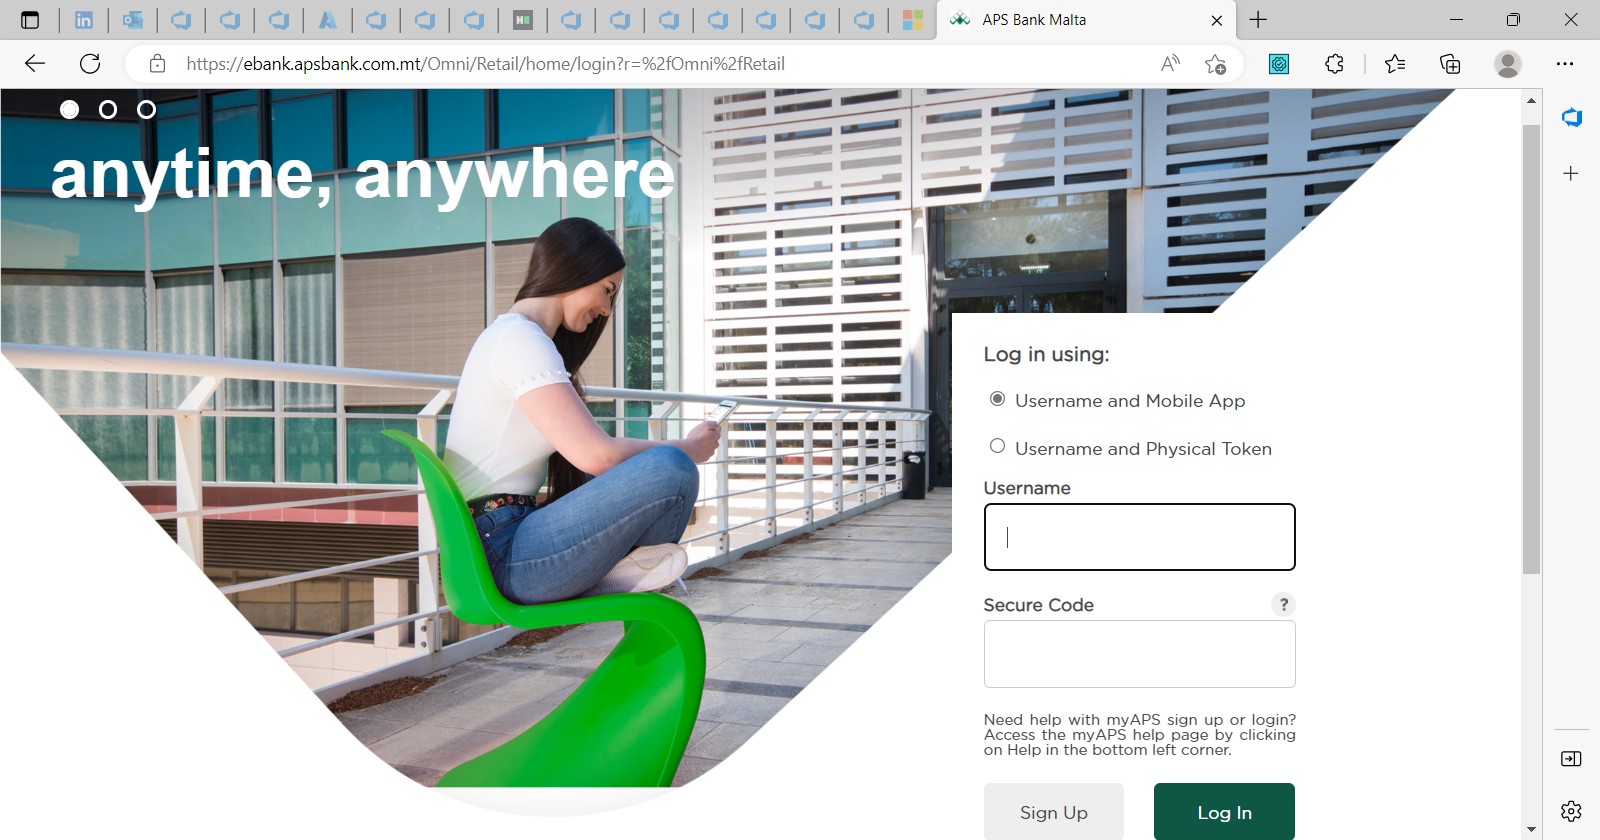 APS Bank Malta
https://ebank.apsbank.com.mt/Omni/Retail/home/login?r=%2fOmni%2fRetail
anytime, anywhere
Log in using:
Username and Mobile App
Username and Physical Token
Username
Secure Code
?
Need help with myAPS sign up or login?
Access the myAPS help page by clicking
on Help in the bottom left corner.
Sign Up
Log In